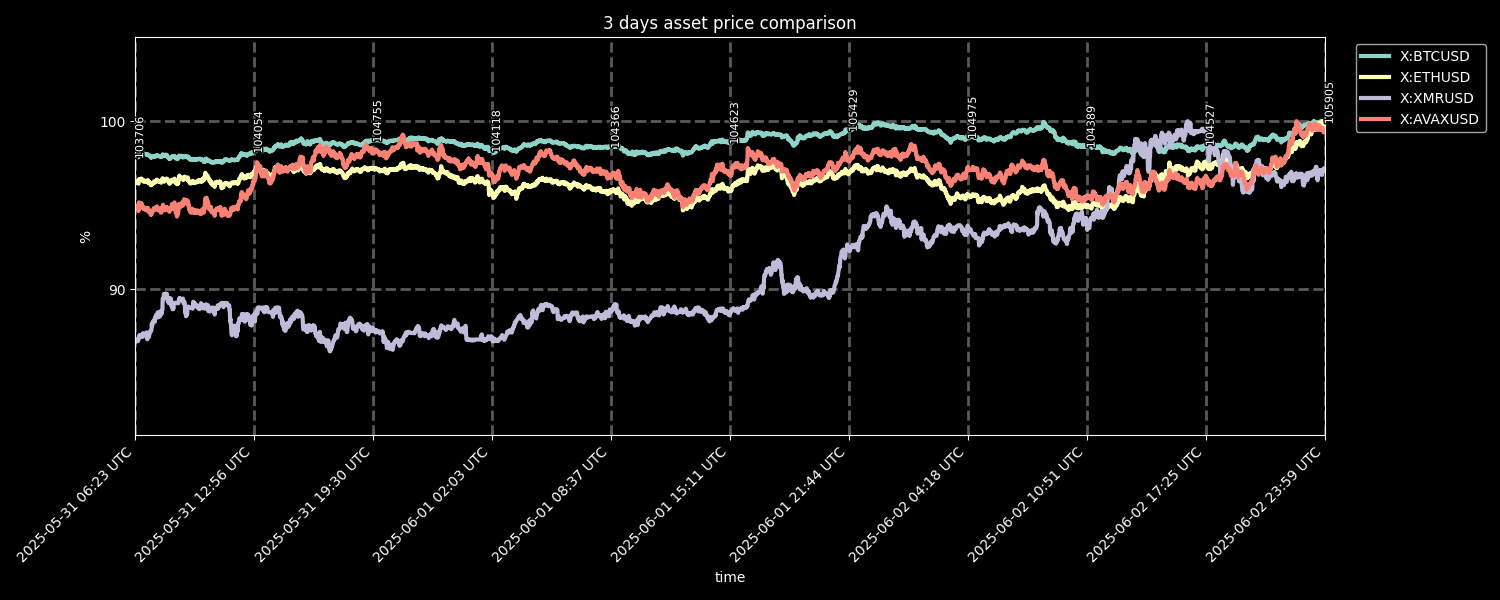 3 days asset price comparison
X:BTCUSD
X:ETHUSD
X:XMRUSD
X:AVAXUSD
100
90
%
103706
104054
104755
104118
104366
104623
105429
104975
103889
104527
105905
2025-05-31 06:23 UTC
2025-05-31 12:56 UTC
2025-05-31 19:30 UTC
2025-06-01 02:03 UTC
2025-06-01 08:37 UTC
2025-06-01 15:11 UTC
2025-06-01 21:44 UTC
2025-06-02 04:18 UTC
2025-06-02 10:51 UTC
2025-06-02 17:25 UTC
2025-06-02 23:59 UTC
time